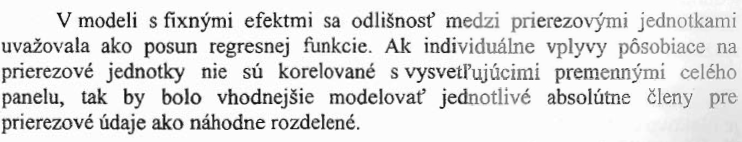 V modeli s fixnými efektmi sa odlišnosť medzi prierezovými jednotkami
uvažovala ako posun regresnej funkcie. Ak individuálne vplyvy pôsobiace na
prierezové jednotky nie sú korelované s vysvetľujúcimi premennými celého
panelu, tak by bolo vhodnejšie modelovať jednotlivé absolútne členy pre
prierezové údaje ako náhodne rozdelené.